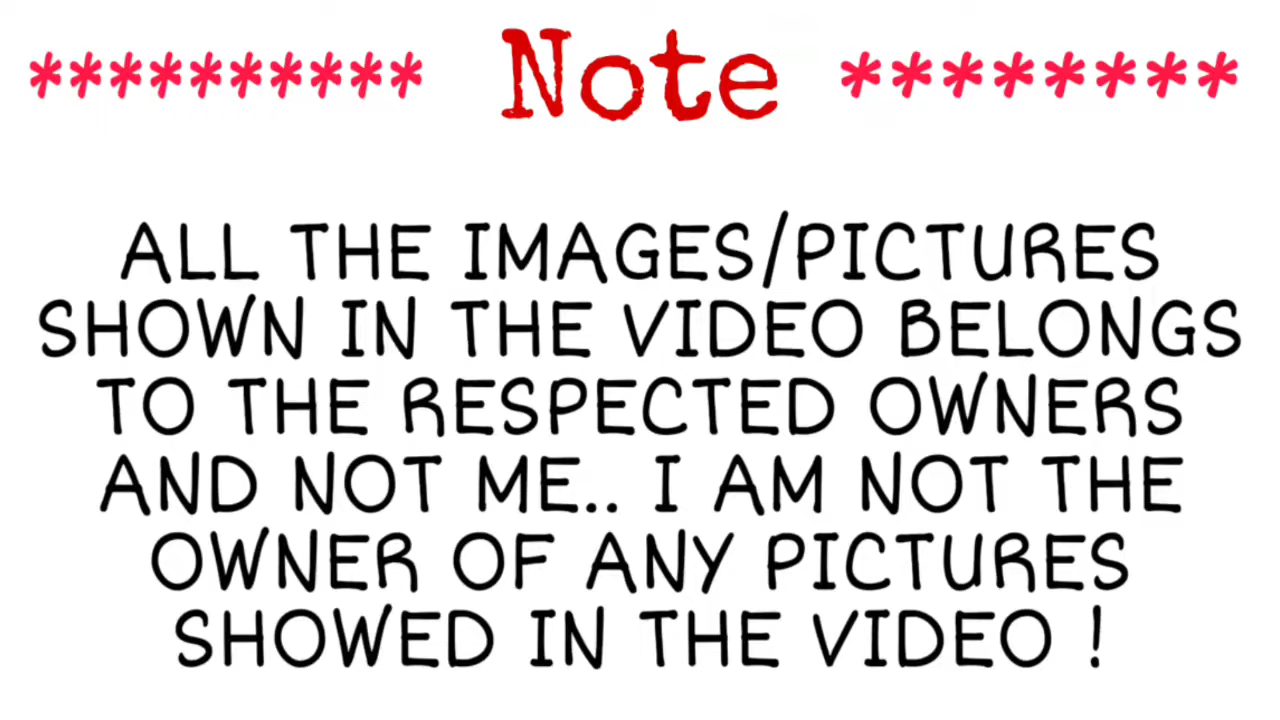 ********** Note ********
ALL THE IMAGES/PICTURES
SHOWN IN THE VIDEO BELONGS
TO THE RESPECTED OWNERS
AND NOT ME.. I AM NOT THE
OWNER OF ANY PICTURES
SHOWED IN THE VIDEO !